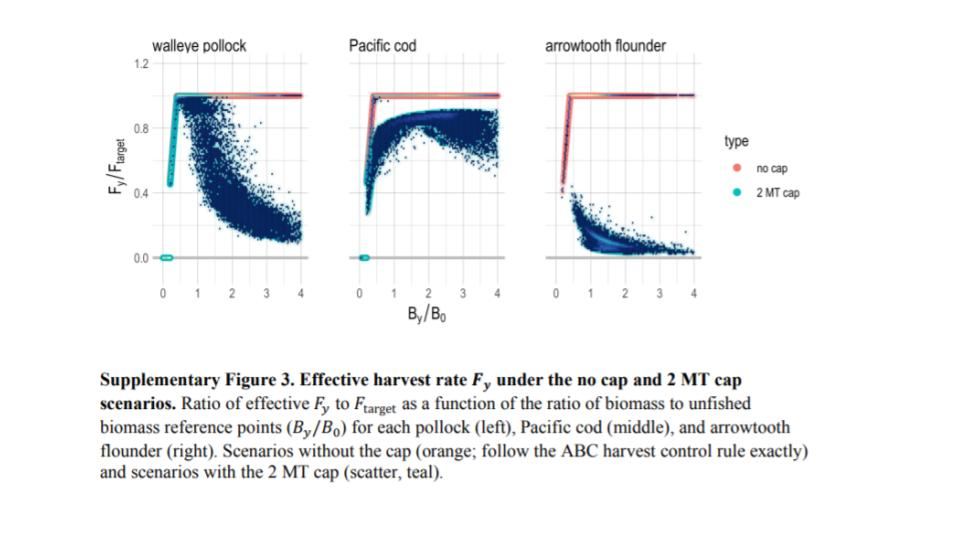 walleye pollock
Pacific cod
arrowtooth flounder
1.2
0.8
0.4
0.0
Fy/Ftarget
0 1 2 3 4
0 1 2 3 4
0 1 2 3 4
By/B0
type
no cap
2 MT cap
Supplementary Figure 3. Effective harvest rate Fy under the no cap and 2 MT cap
scenarios. Ratio of effective Fy to Ftarget as a function of the ratio of biomass to unfished
biomass reference points (By/B0) for each pollock (left), Pacific cod (middle), and arrowtooth
flounder (right). Scenarios without the cap (orange; follow the ABC harvest control rule exactly)
and scenarios with the 2 MT cap (scatter, teal).